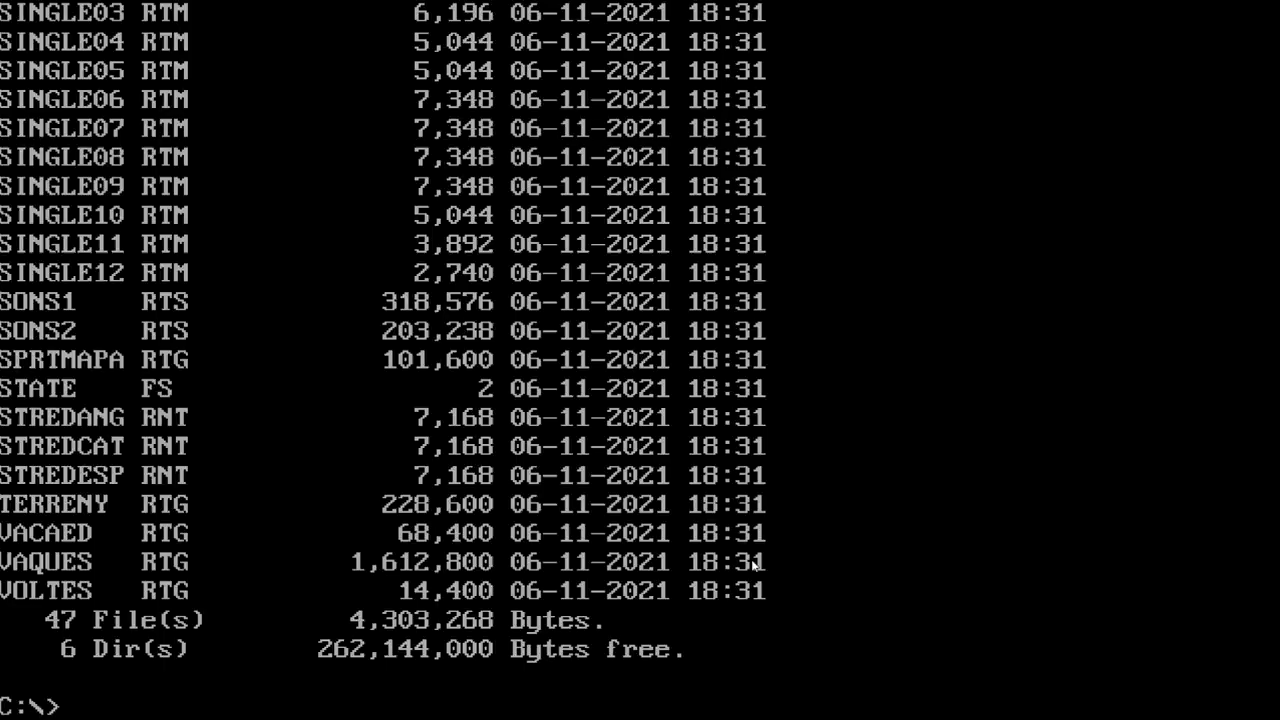 SINGLE03 RTM 6,196 06-11-2021 18:31
SINGLE04 RTM 5,044 06-11-2021 18:31
SINGLE05 RTM 5,044 06-11-2021 18:31
SINGLE06 RTM 7,348 06-11-2021 18:31
SINGLE07 RTM 7,348 06-11-2021 18:31
SINGLE08 RTM 7,348 06-11-2021 18:31
SINGLE09 RTM 7,348 06-11-2021 18:31
SINGLE10 RTM 5,044 06-11-2021 18:31
SINGLE11 RTM 3,892 06-11-2021 18:31
SINGLE12 RTM 2,740 06-11-2021 18:31
SONS1 RTS 318,576 06-11-2021 18:31
SONS2 RTS 203,238 06-11-2021 18:31
SPRTMAPA RTG 101,600 06-11-2021 18:31
STATE FS 2 06-11-2021 18:31
STREDANG RNT 7,168 06-11-2021 18:31
STREDCAT RNT 7,168 06-11-2021 18:31
STREDESP RNT 7,168 06-11-2021 18:31
TERRENY RTG 228,600 06-11-2021 18:31
VACAED RTG 68,400 06-11-2021 18:31
VAQUES RTG 1,612,800 06-11-2021 18:31
VOLTES RTG 14,400 06-11-2021 18:31
47 File(s) 4,303,268 Bytes.
6 Dir(s) 262,144,000 Bytes free.
C:\>